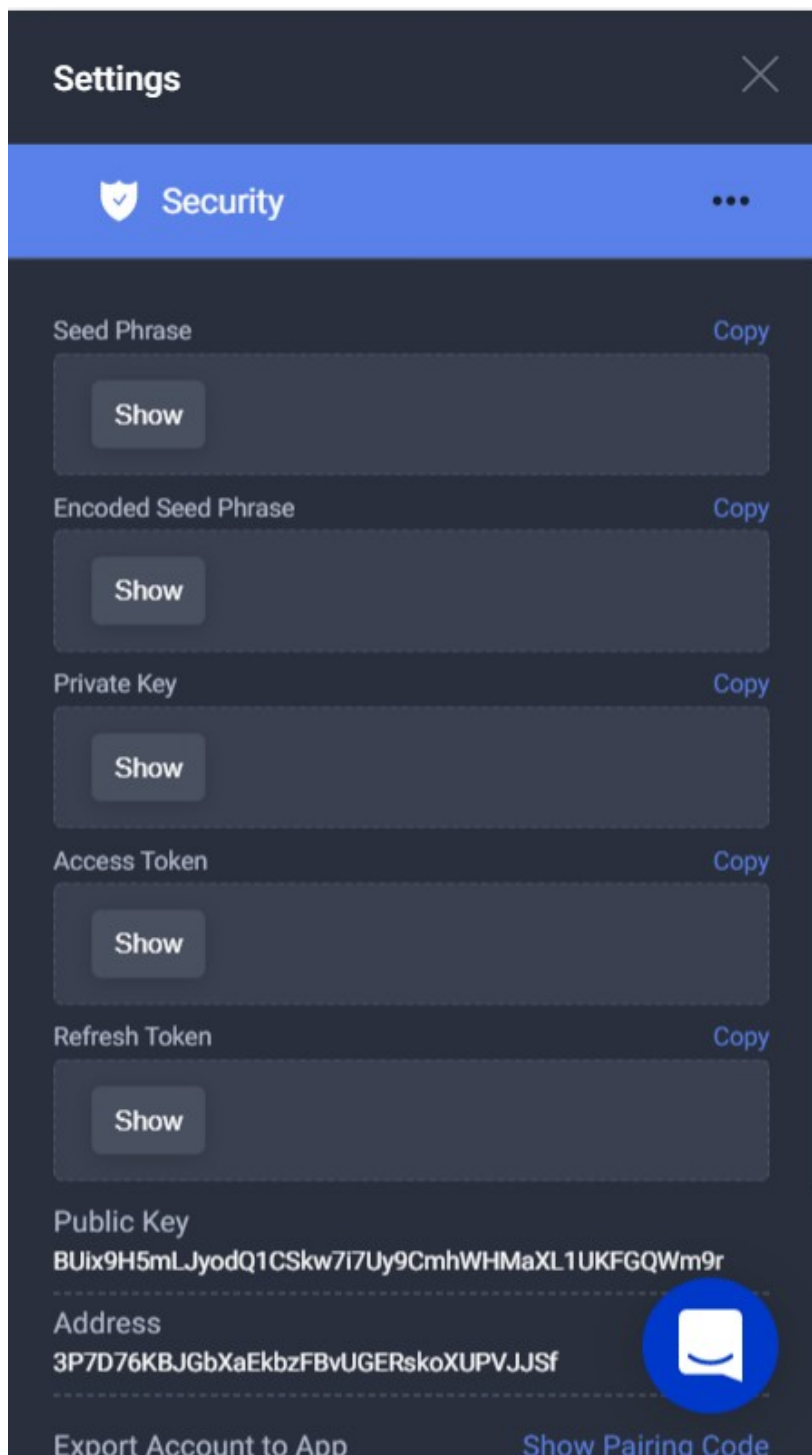 Settings
Security
Seed Phrase Copy
Show
Encoded Seed Phrase Copy
Show
Private Key Copy
Show
Access Token Copy
Show
Refresh Token Copy
Show
Public Key
BUix9H5mLJyodQ1CSkw7i7Uy9CmhWHMaXL1UKFGQWm9r
Address
3P7D76KBJGbXaEkbzFBvUGERskoXUPVJJSf
Export Account to App Show Pairing Code